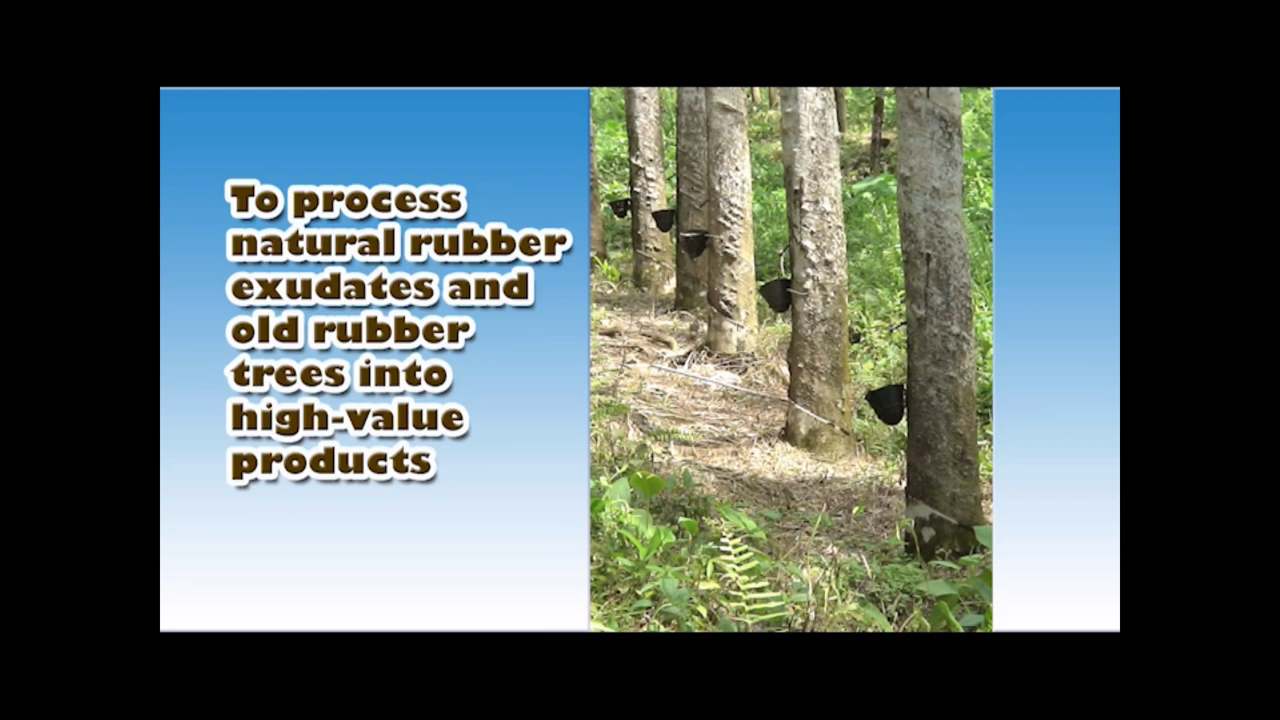 To process
natural rubber
exudates and
old rubber
trees into
high-value
products